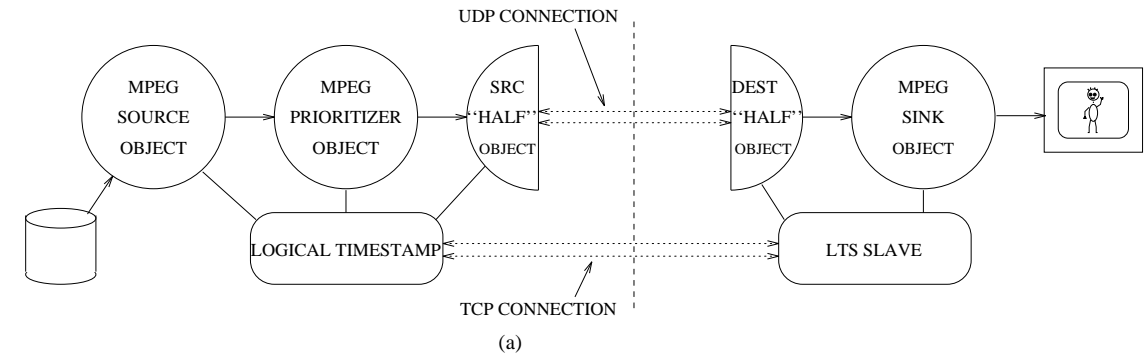 UDP CONNECTION
MPEG
SOURCE
OBJECT
MPEG
PRIORITIZER
OBJECT
SRC
‘‘HALF’’
OBJECT
DEST
‘‘HALF’’
OBJECT
MPEG
SINK
OBJECT
LOGICAL TIMESTAMP
LTS SLAVE
TCP CONNECTION
(a)